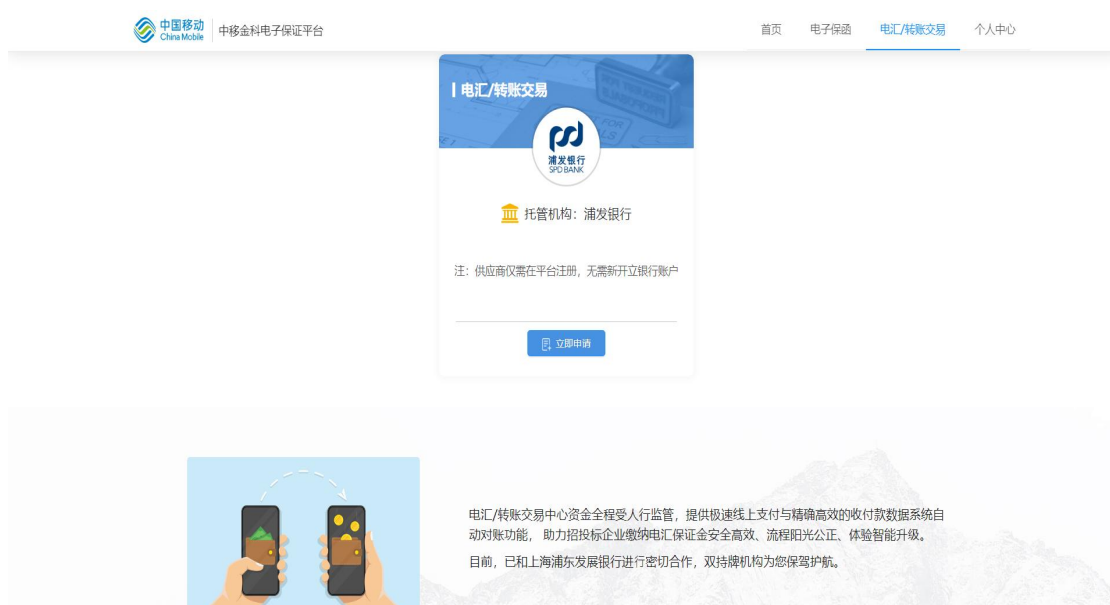 中国移动
China Mobile
中移金科电子保证平台
首页
电子保函
电汇/转账交易
个人中心
电汇/转账交易
浦发银行
SPD BANK
托管机构：浦发银行
注：供应商仅需在平台注册，无需新开立银行账户
立即申请
电汇/转账交易中心资金全程受人行监管，提供极速线上支付与精确高效的收付款数据系统自
动对账功能， 助力招投标企业缴纳电汇保证金安全高效、流程阳光公正、体验智能升级。
目前，已和上海浦东发展银行进行密切合作，双持牌机构为您保驾护航。